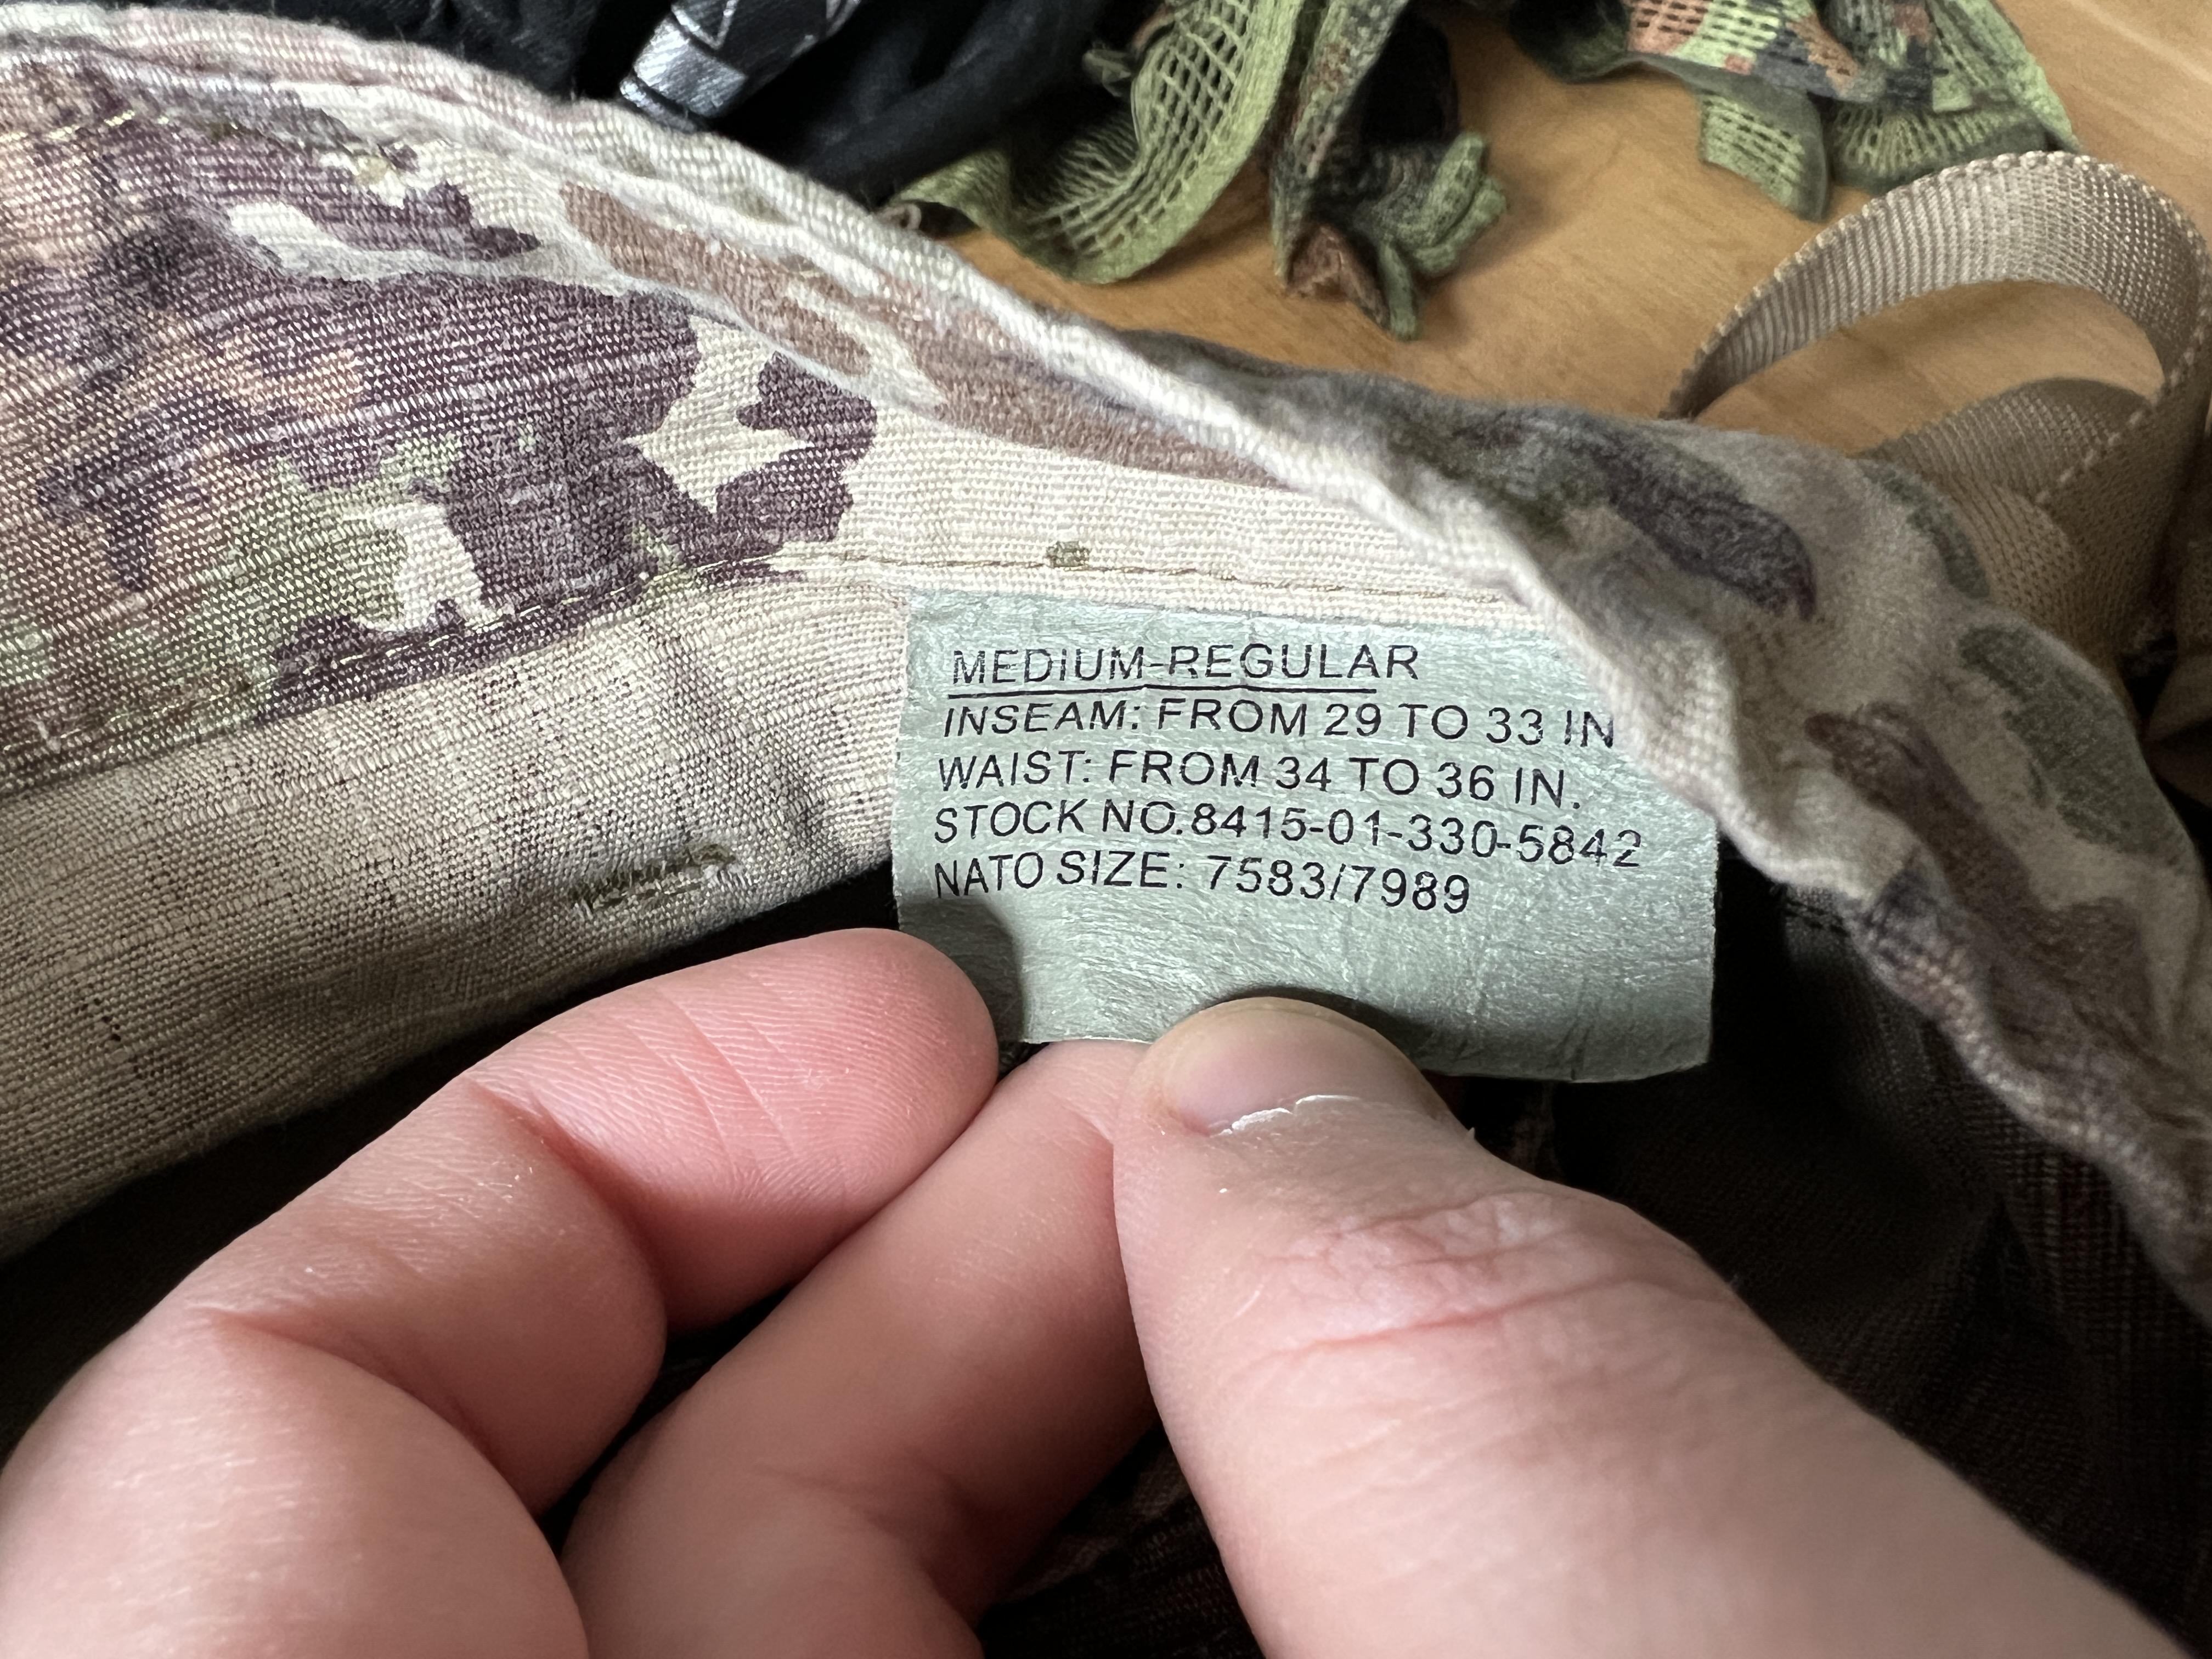 MEDIUM-REGULAR
INSEAM: FROM 29 TO 33 IN
WAIST: FROM 34 TO 36 IN.
STOCK NO.8415-01-330-5842
NATO SIZE: 7583/7989